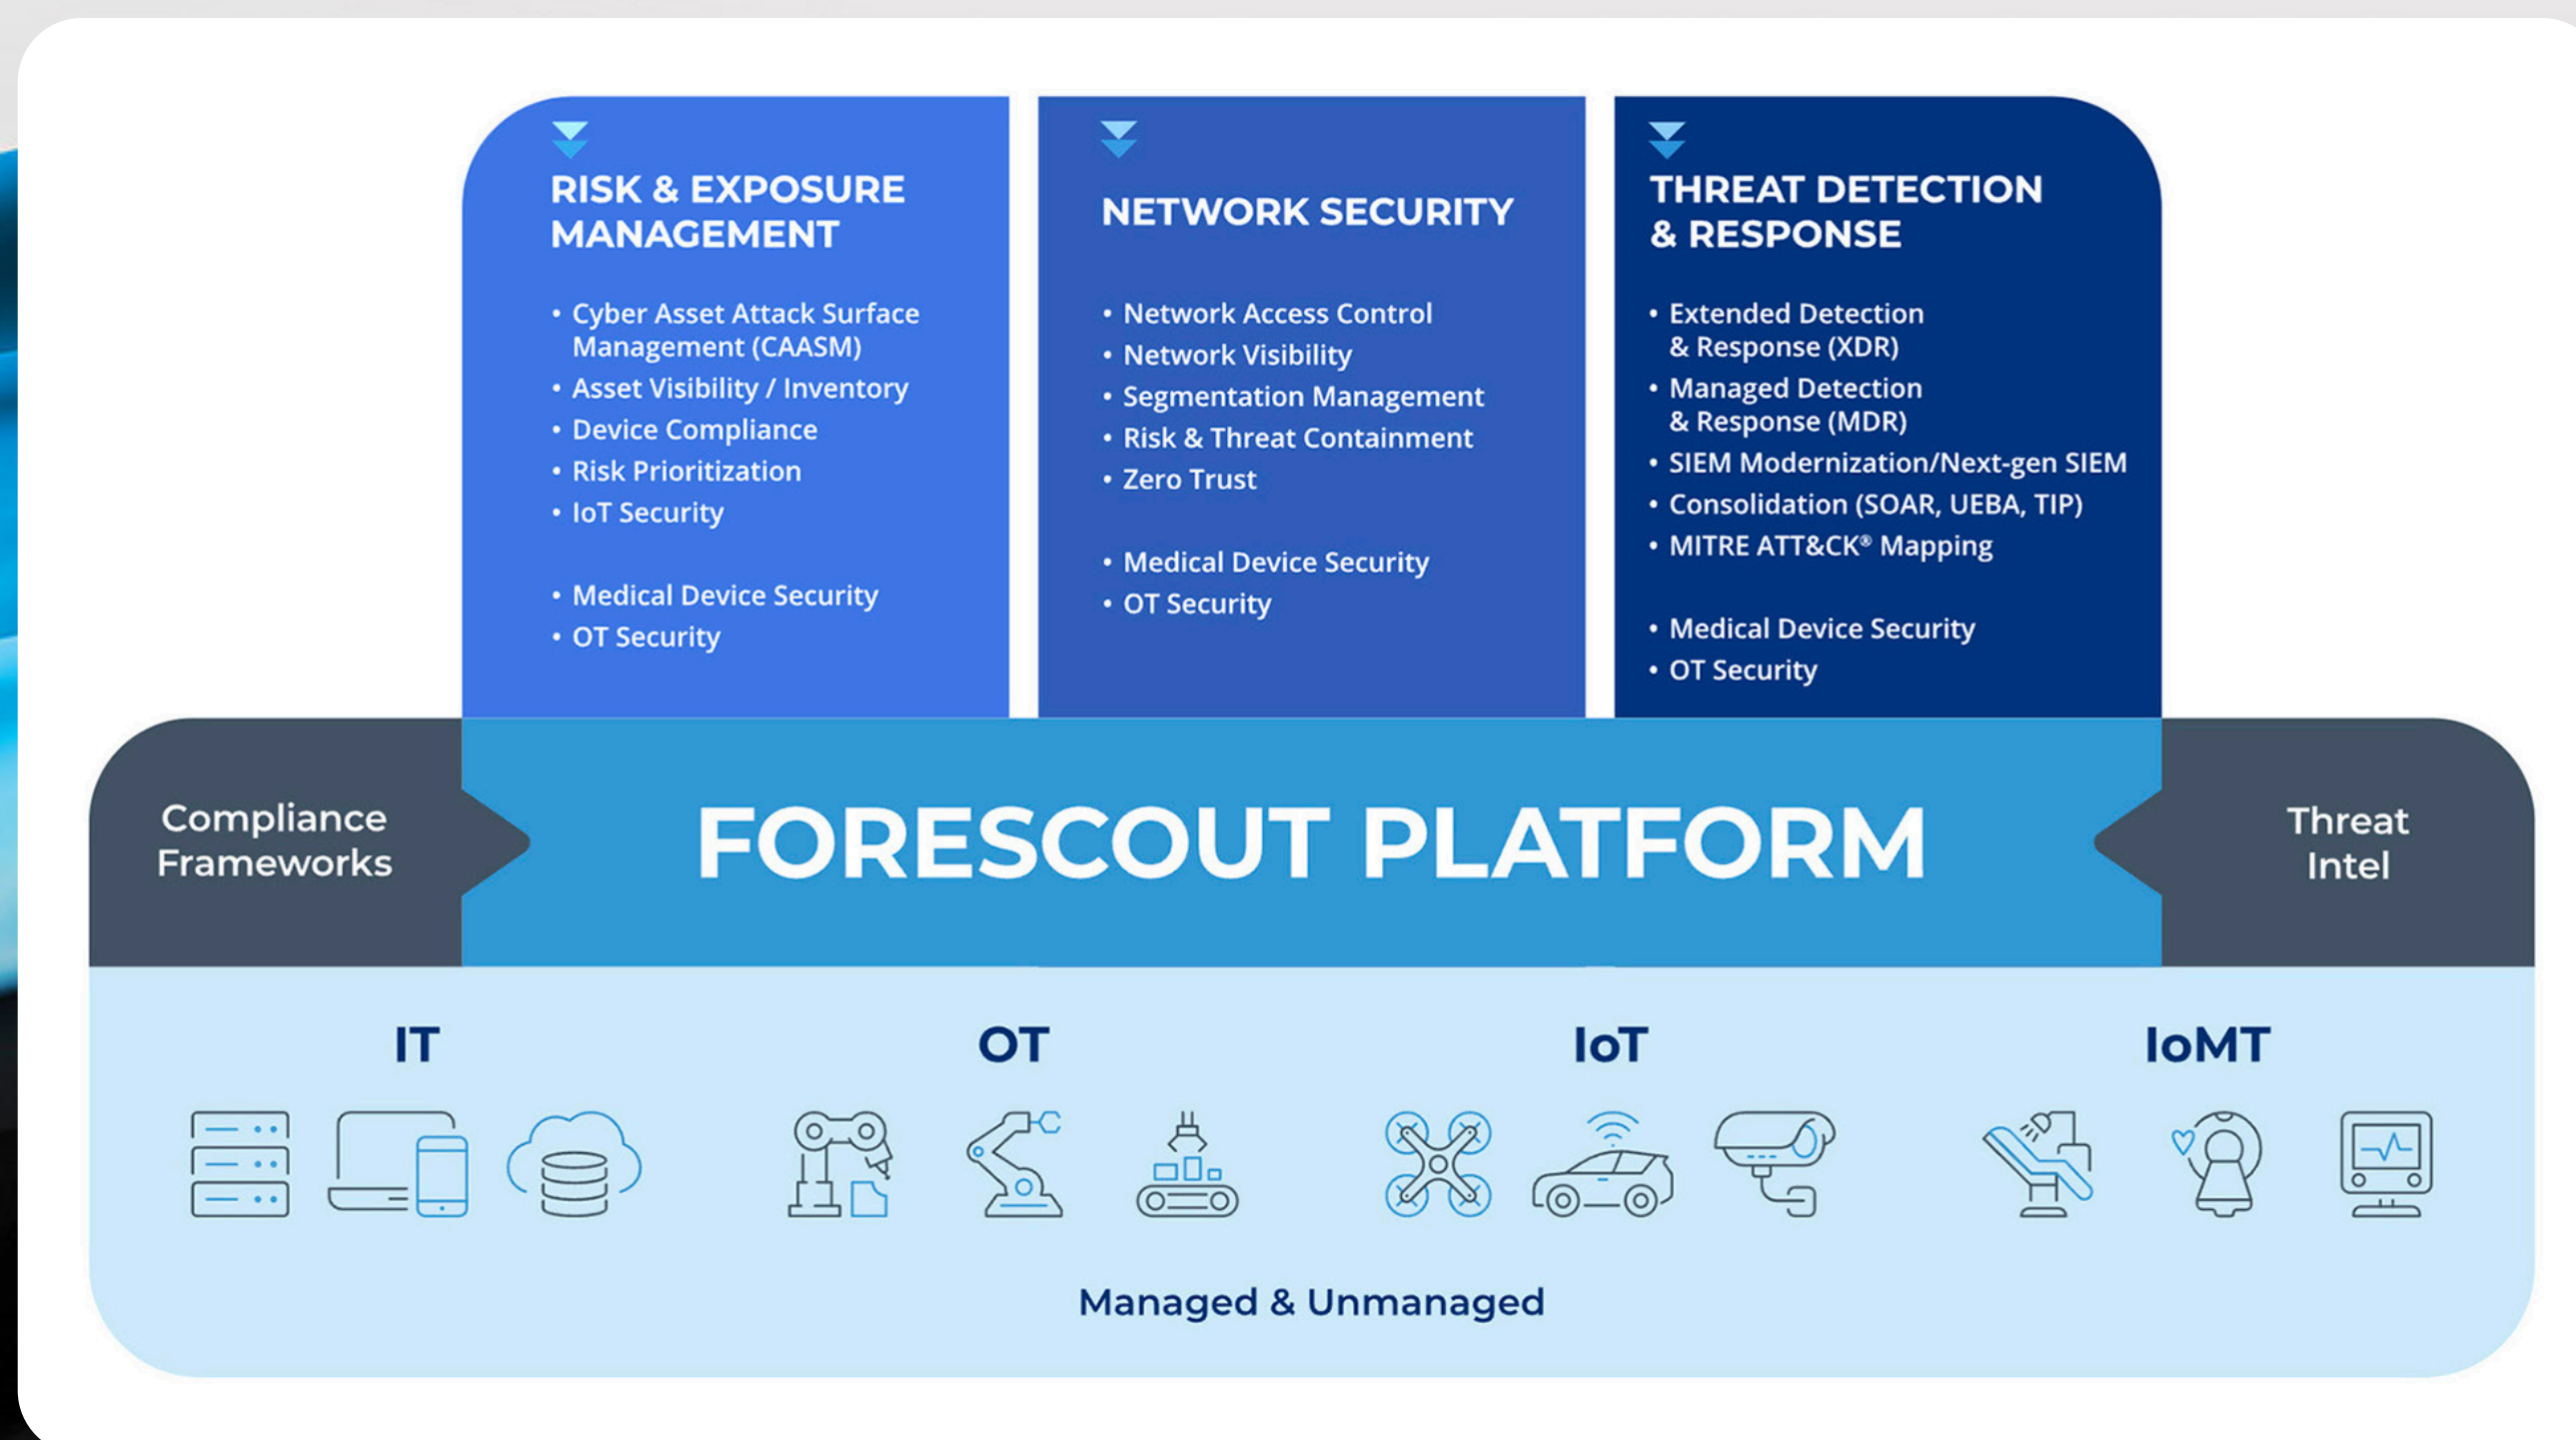 RISK & EXPOSURE
MANAGEMENT
• Cyber Asset Attack Surface
Management (CAASM)
• Asset Visibility / Inventory
• Device Compliance
• Risk Prioritization
• IoT Security
• Medical Device Security
• OT Security
NETWORK SECURITY
• Network Access Control
• Network Visibility
• Segmentation Management
• Risk & Threat Containment
• Zero Trust
• Medical Device Security
• OT Security
THREAT DETECTION
& RESPONSE
• Extended Detection
& Response (XDR)
• Managed Detection
& Response (MDR)
• SIEM Modernization/Next-gen SIEM
• Consolidation (SOAR, UEBA, TIP)
• MITRE ATT&CK® Mapping
• Medical Device Security
• OT Security
Compliance
Frameworks
FORESCOUT PLATFORM
Threat
Intel
IT
OT
IoT
IoMT
Managed & Unmanaged